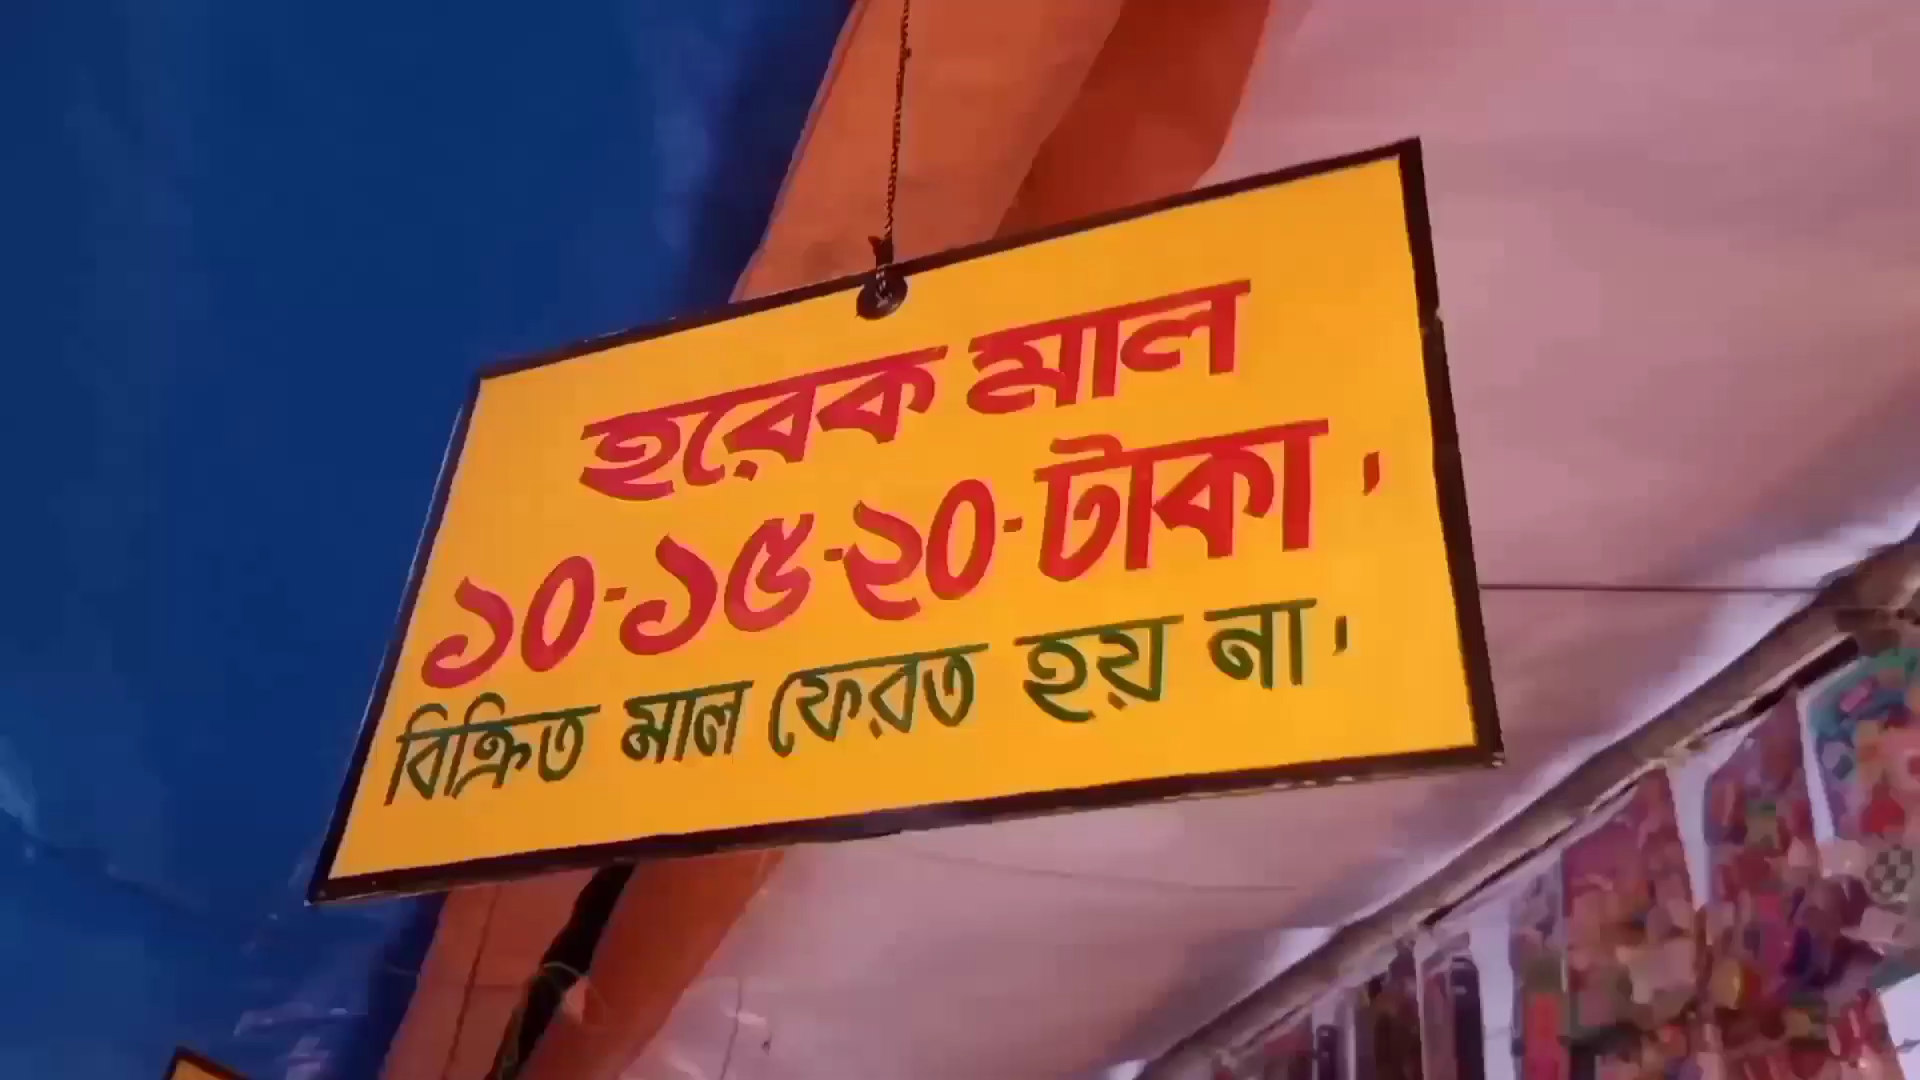 হরেক মাল
১০-১৫-২০-টাকা,
বিক্রিত মাল ফেরত হয় না,